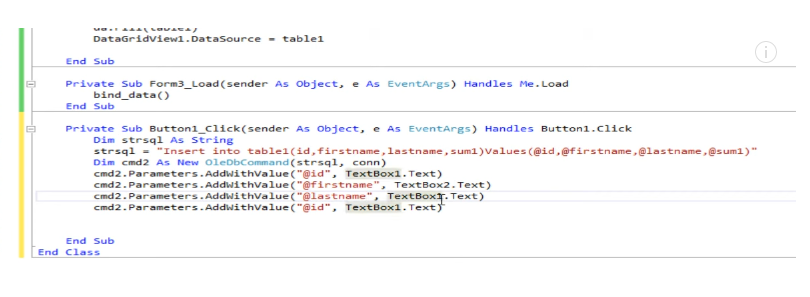 da.Fill(table1)
DataGridView1.DataSource = table1
End Sub
Private Sub Form3_Load(sender As Object, e As EventArgs) Handles Me.Load
bind_data()
End Sub
Private Sub Button1_Click(sender As Object, e As EventArgs) Handles Button1.Click
Dim strsql As String
strsql = "Insert into table1(id,firstname,lastname,sum1)Values(@id,@firstname,@lastname,@sum1)"
Dim cmd2 As New OleDbCommand(strsql, conn)
cmd2.Parameters.AddWithValue("@id", TextBox1.Text)
cmd2.Parameters.AddWithValue("@firstname", TextBox2.Text)
cmd2.Parameters.AddWithValue("@lastname", TextBox1.Text)
cmd2.Parameters.AddWithValue("@id", TextBox1.Text)
End Sub
End Class